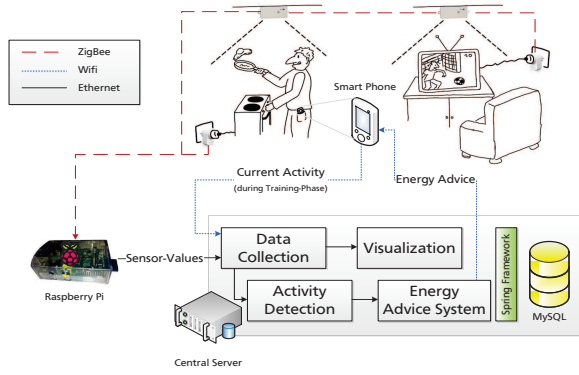 ZigBee
Wifi
Ethernet
Smart Phone
Current Activity
(during Training-Phase)
Energy Advice
Sensor-Values
Data
Collection
Visualization
Raspberry Pi
Activity
Detection
Energy
Advice System
Spring Framework
MySQL
Central Server